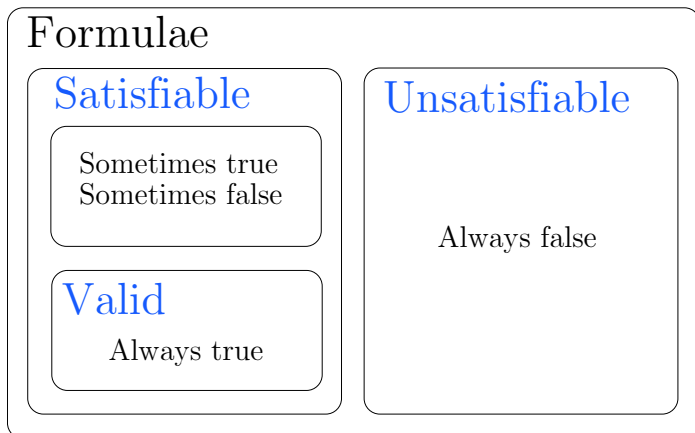 Formulae
Satisfiable
Sometimes true
Sometimes false
Valid
Always true
Unsatisfiable
Always false